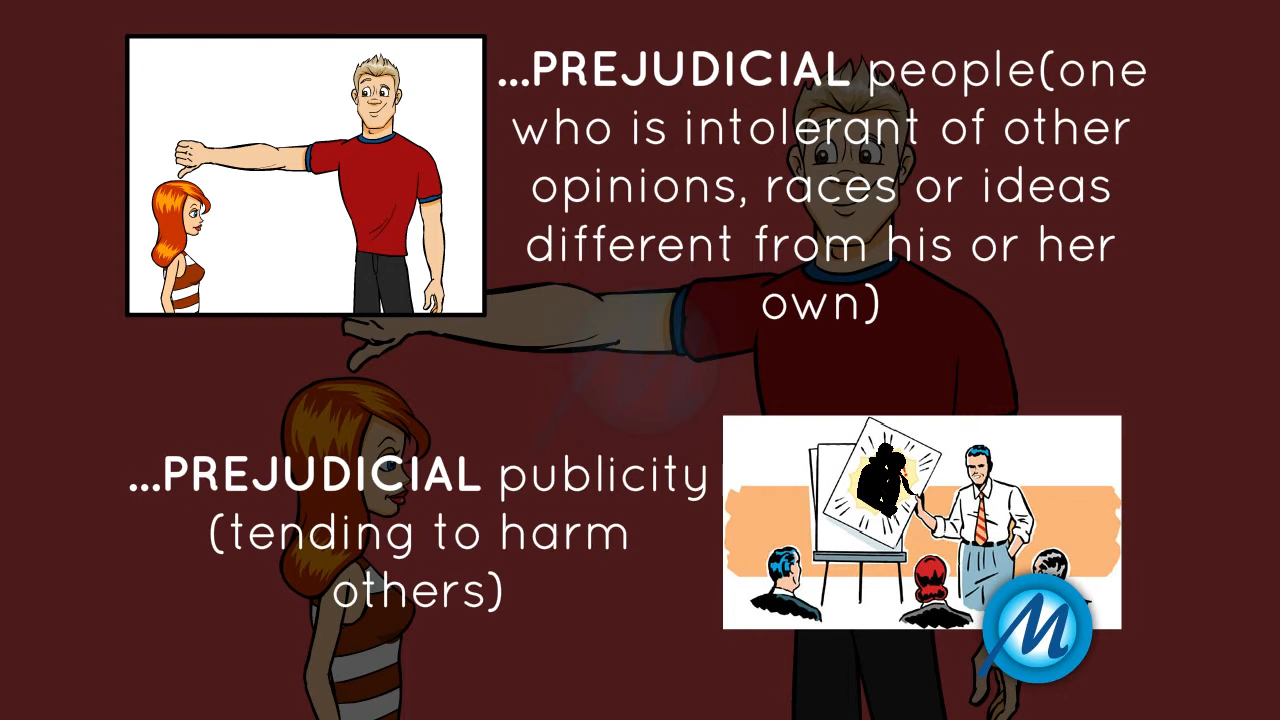 ...PREJUDICIAL people(one
who is intolerant of other
opinions, races or ideas
different from his or her
own)
...PREJUDICIAL publicity
(tending to harm
others)
M